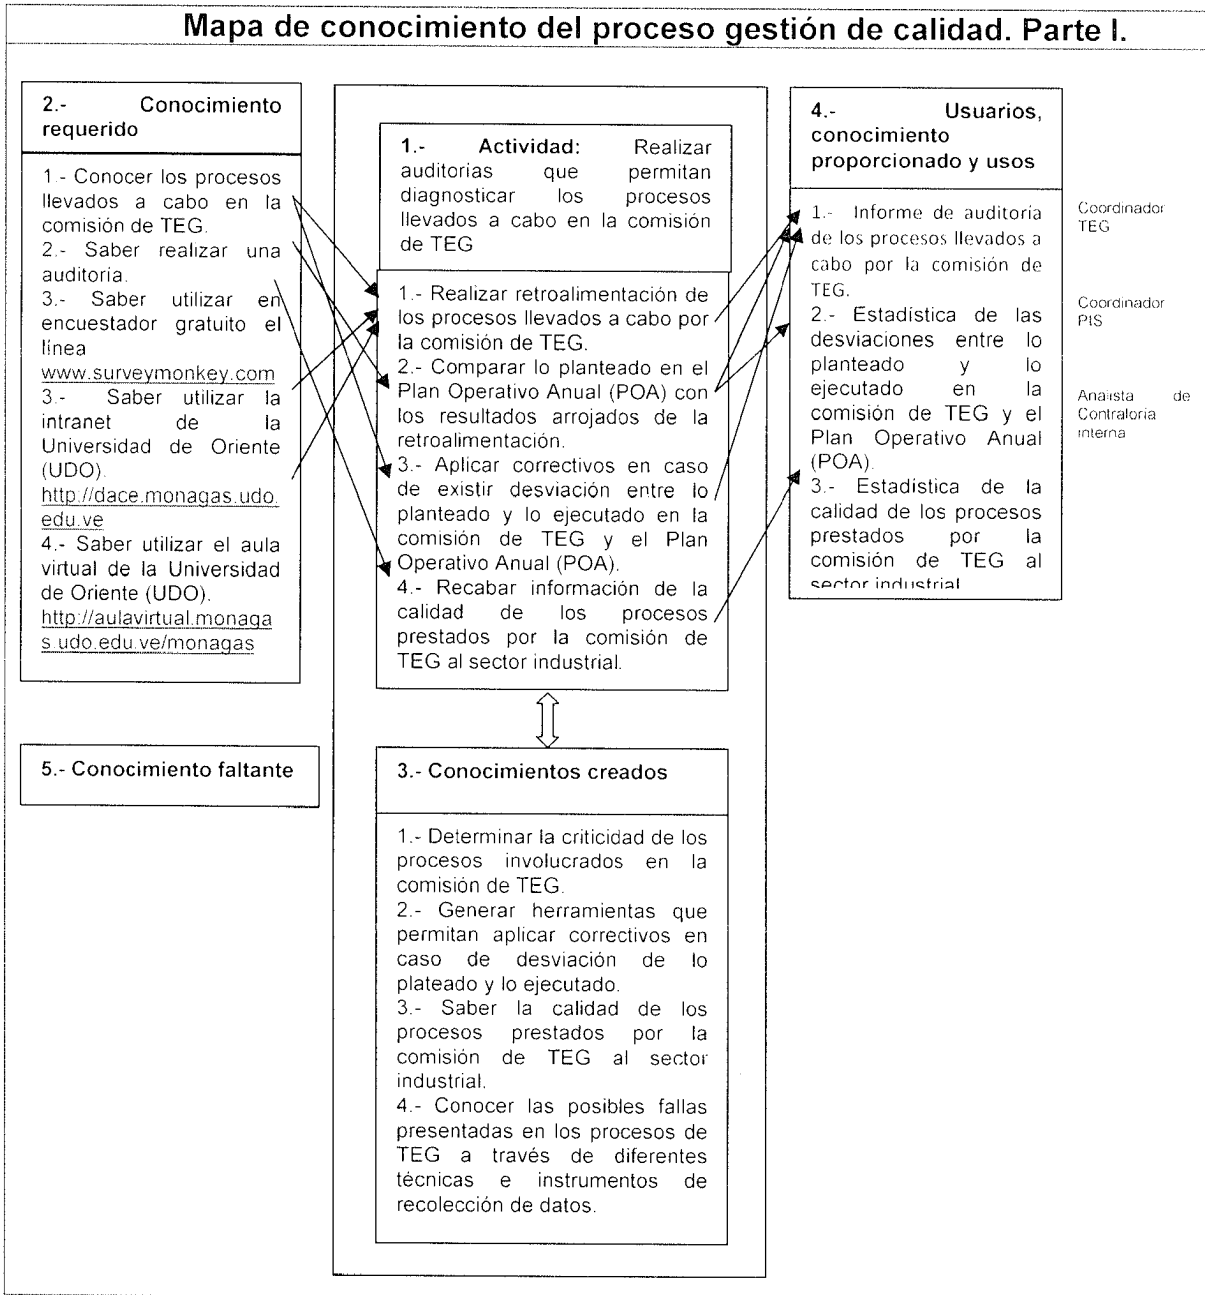 Mapa de conocimiento del proceso gestión de calidad. Parte I.
2.- Conocimiento
requerido
1.- Conocer los procesos
llevados a cabo en la
comisión de TEG.
2.- Saber realizar una
auditoría.
3.- Saber utilizar en
encuestador gratuito el
línea
www.surveymonkey.com
3.- Saber utilizar la
intranet de la
Universidad de Oriente
(UDO).
http://dace.monagas.udo.
edu.ve
4.- Saber utilizar el aula
virtual de la Universidad
de Oriente (UDO).
http://aulavirtual.monaga
s.udo.edu.ve/monagas
5.- Conocimiento faltante
1.- Actividad: Realizar
auditorias que permitan
diagnosticar los procesos
llevados a cabo en la comisión
de TEG
1.- Realizar retroalimentación de
los procesos llevados a cabo por
la comisión de TEG.
2.- Comparar lo planteado en el
Plan Operativo Anual (POA) con
los resultados arrojados de la
retroalimentación.
3.- Aplicar correctivos en caso
de existir desviación entre lo
planteado y lo ejecutado en la
comisión de TEG y el Plan
Operativo Anual (POA).
4.- Recabar información de la
calidad de los procesos
prestados por la comisión de
TEG al sector industrial.
3.- Conocimientos creados
1.- Determinar la criticidad de los
procesos involucrados en la
comisión de TEG.
2.- Generar herramientas que
permitan aplicar correctivos en
caso de desviación de lo
plateado y lo ejecutado.
3.- Saber la calidad de los
procesos prestados por la
comisión de TEG al sector
industrial.
4.- Conocer las posibles fallas
presentadas en los procesos de
TEG a través de diferentes
técnicas e instrumentos de
recolección de datos.
4.- Usuarios,
conocimiento
proporcionado y usos
1.- Informe de auditoría
de los procesos llevados a
cabo por la comisión de
TEG.
2.- Estadística de las
desviaciones entre lo
planteado y lo
ejecutado en la
comisión de TEG y el
Plan Operativo Anual
(POA).
3.- Estadística de la
calidad de los procesos
prestados por la
comisión de TEG al
sector industrial
Coordinador
TEG
Coordinador
PIS
Analista de
Contraloria
interna